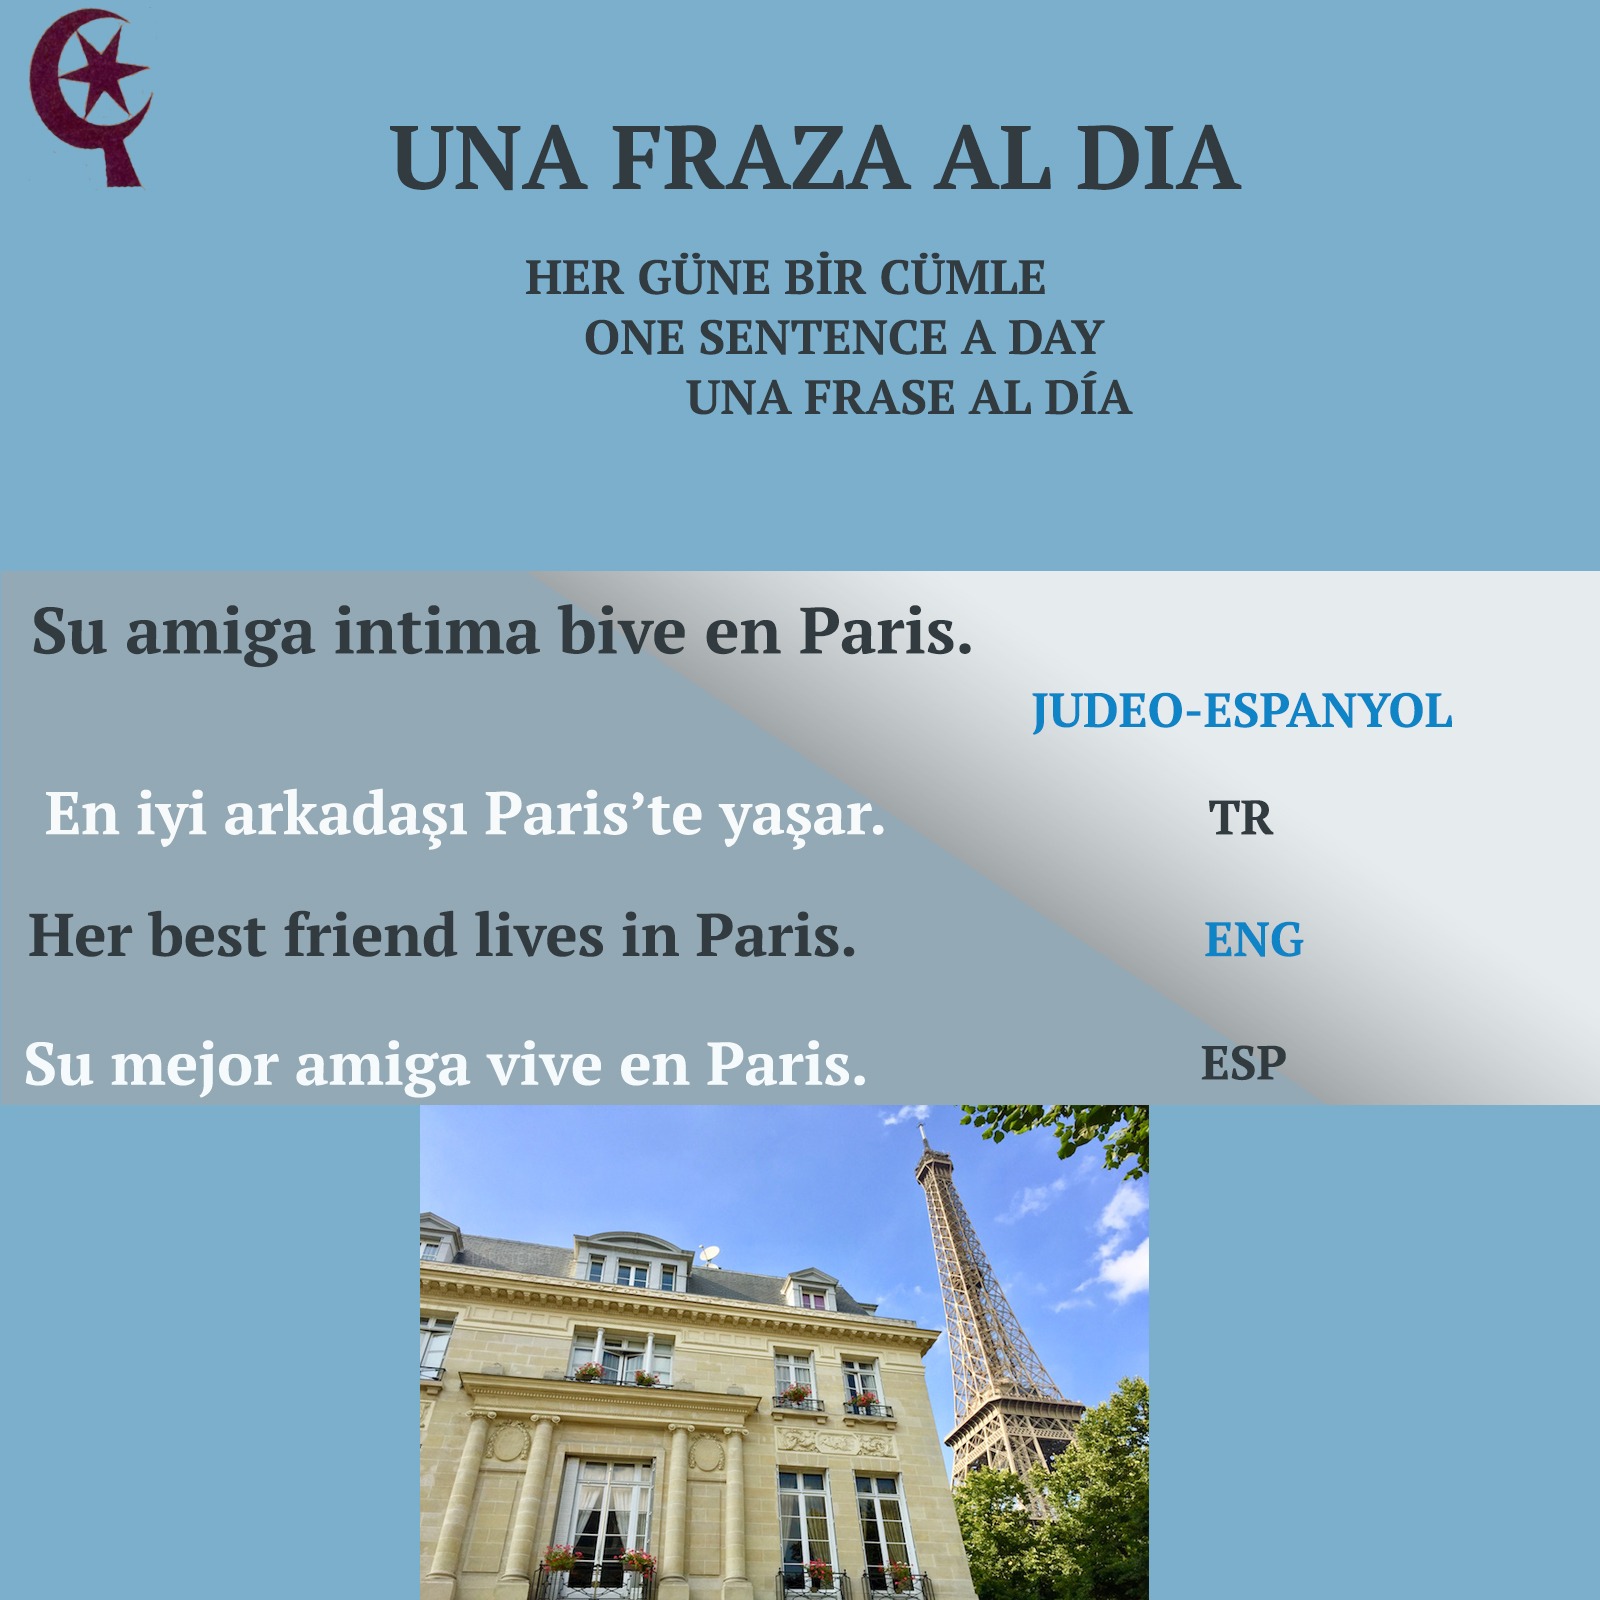 UNA FRAZA AL DIA
HER GÜNE BİR CÜMLE
ONE SENTENCE A DAY
UNA FRASE AL DÍA
Su amiga intima bive en Paris.
JUDEO-ESPANYOL
En iyi arkadaşı Paris’te yaşar.
TR
Her best friend lives in Paris.
ENG
Su mejor amiga vive en Paris.
ESP